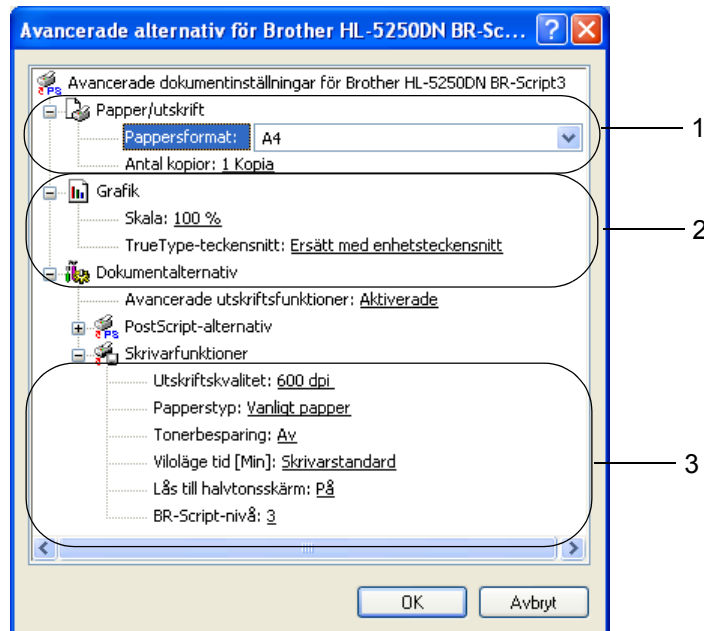 Avancerade alternativ för Brother HL-5250DN BR-Sc...
Avancerade dokumentinställningar för Brother HL-5250DN BR-Script3
Papper/utskrift
Pappersformat: A4
Antal kopior: 1 Kopia
1
Grafik
Skala: 100 %
TrueType-teckensnitt: Ersätt med enhetsteckensnitt
2
Dokumentalternativ
Avancerade utskriftsfunktioner: Aktiverade
PostScript-alternativ
Skrivarfunktioner
Utskriftskvalitet: 600 dpi
Papperstyp: Vanligt papper
Tonerbesparing: Av
Viloläge tid [Min]: Skrivarstandard
Lås till halvtonsskärm: På
BR-Script-nivå: 3
3
OK
Avbryt